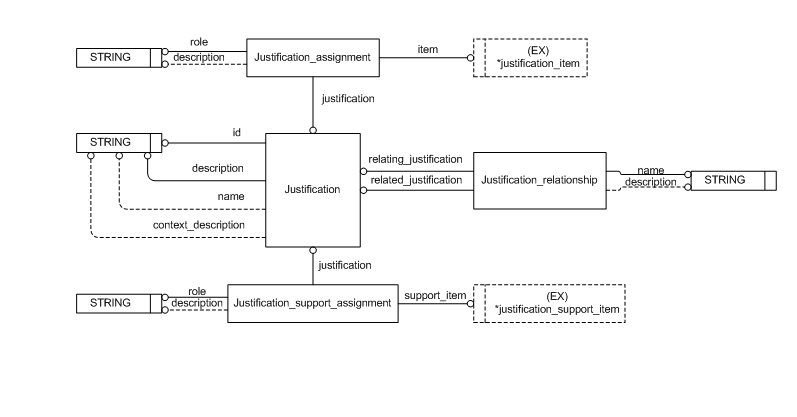 role
STRING
description
Justification_assignment
item
(EX)
*justification_item
justification
STRING
id
description
name
context_description
Justification
relating_justification
related_justification
Justification_relationship
name
description
STRING
justification
role
STRING
description
Justification_support_assignment
support_item
(EX)
*justification_support_item